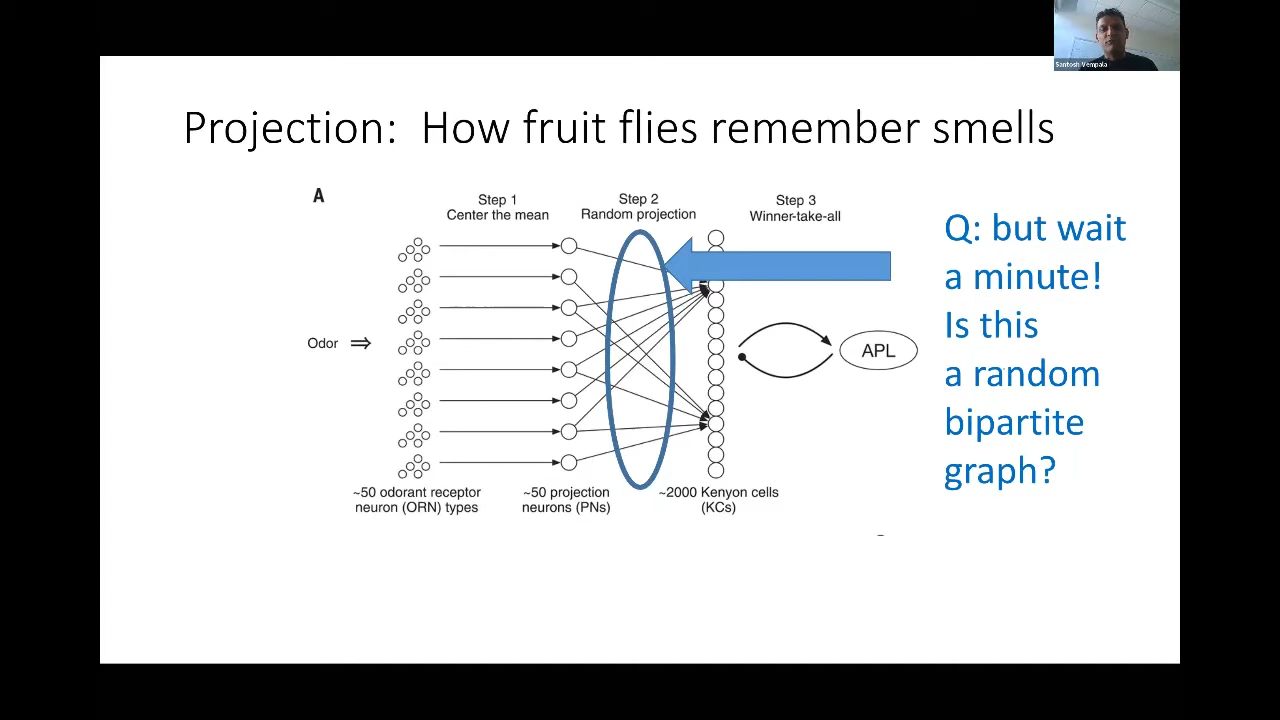 Santosh Vempala
Projection: How fruit flies remember smells
A
Step 1
Center the mean
Step 2
Random projection
Step 3
Winner-take-all
Odor ⇒
APL
~50 odorant receptor
neuron (ORN) types
~50 projection
neurons (PNs)
~2000 Kenyon cells
(KCs)
Q: but wait
a minute!
Is this
a random
bipartite
graph?